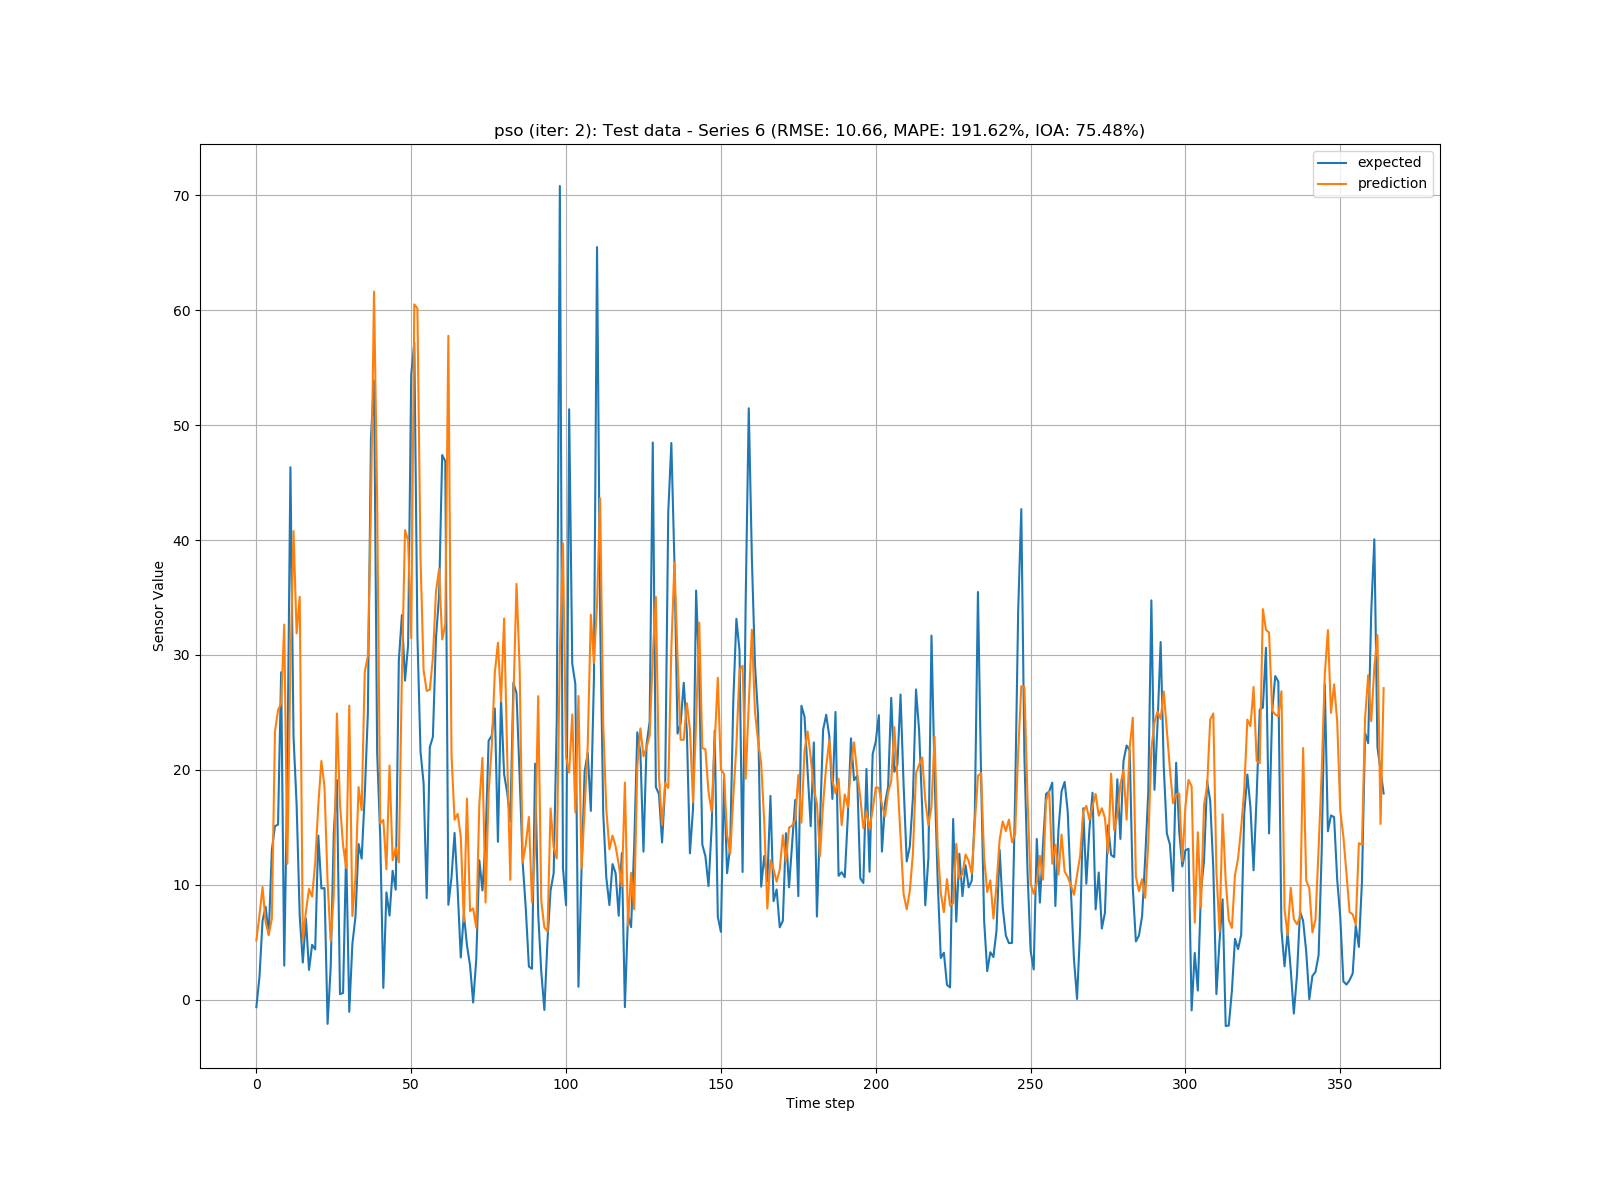 pso (iter: 2): Test data - Series 6 (RMSE: 10.66, MAPE: 191.62%, IOA: 75.48%)
expected
prediction
70
60
50
40
30
20
10
0
Sensor Value
0 50 100 150 200 250 300 350
Time step